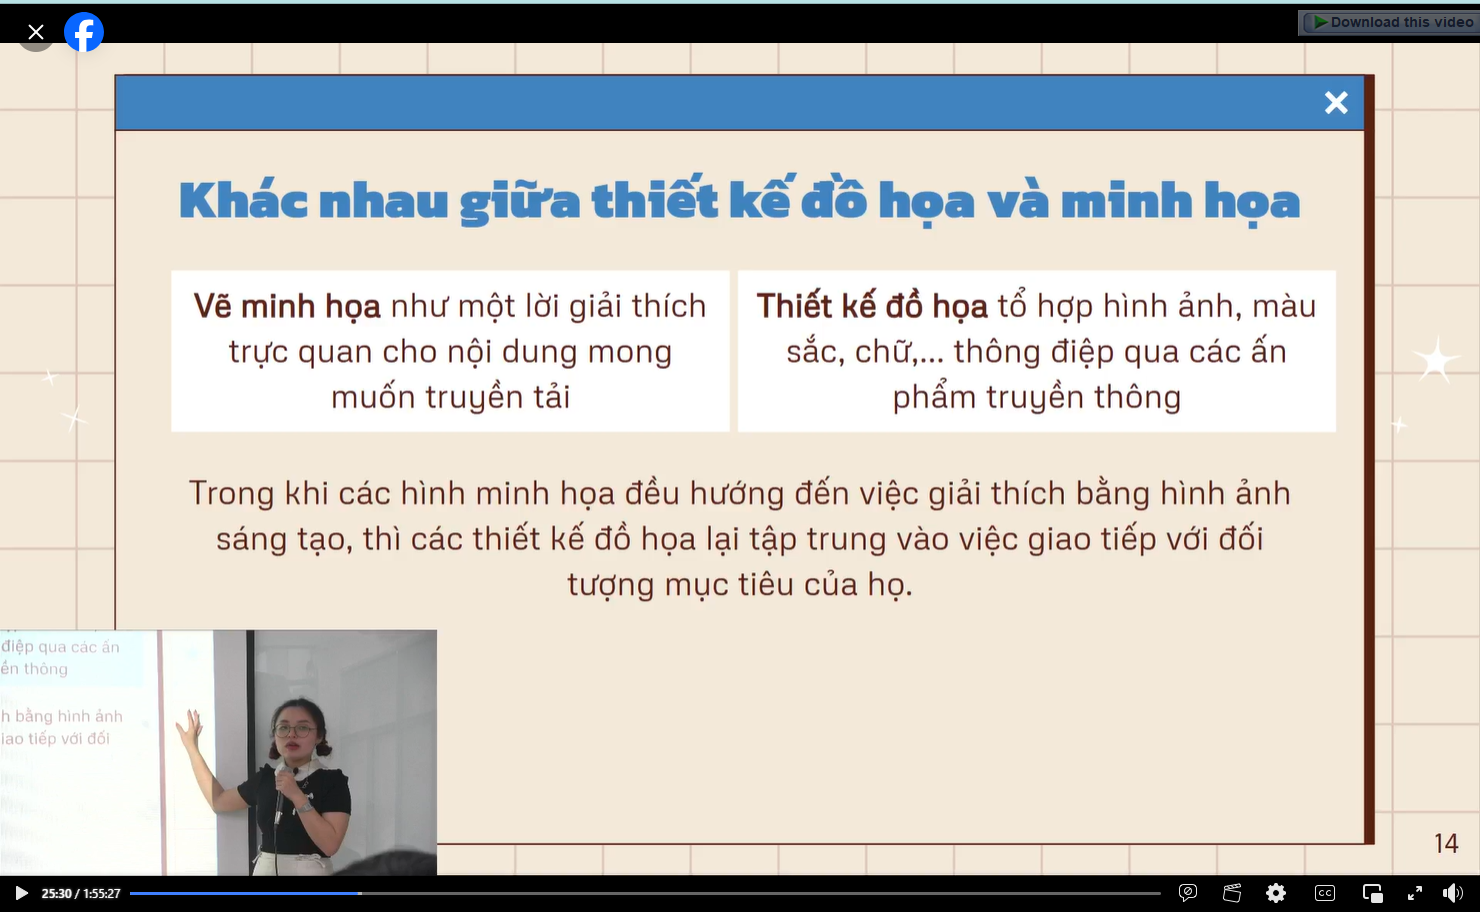 Download this video
Khác nhau giữa thiết kế đồ họa và minh họa
Vẽ minh họa như một lời giải thích
trực quan cho nội dung mong
muốn truyền tải
Thiết kế đồ họa tổ hợp hình ảnh, màu
sắc, chữ,... thông điệp qua các ấn
phẩm truyền thông
Trong khi các hình minh họa đều hướng đến việc giải thích bằng hình ảnh
sáng tạo, thì các thiết kế đồ họa lại tập trung vào việc giao tiếp với đối
tượng mục tiêu của họ.
điệp qua các ấn
ền thông
h bằng hình ảnh
iao tiếp với đối
14
25:30 / 1:55:27
CC